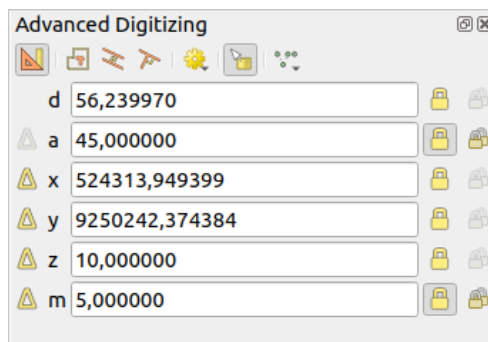 Advanced Digitizing
d 56,239970
a 45,000000
x 524313,949399
y 9250242,374384
z 10,000000
m 5,000000